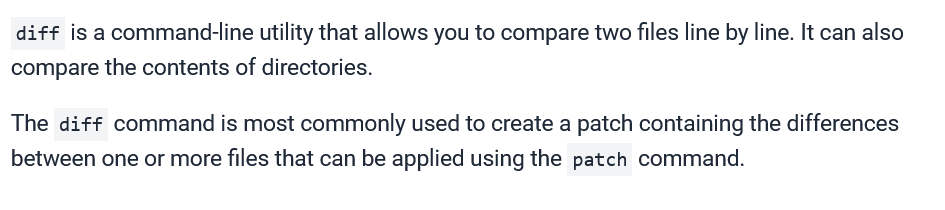 diff is a command-line utility that allows you to compare two files line by line. It can also
compare the contents of directories.
The diff command is most commonly used to create a patch containing the differences
between one or more files that can be applied using the patch command.